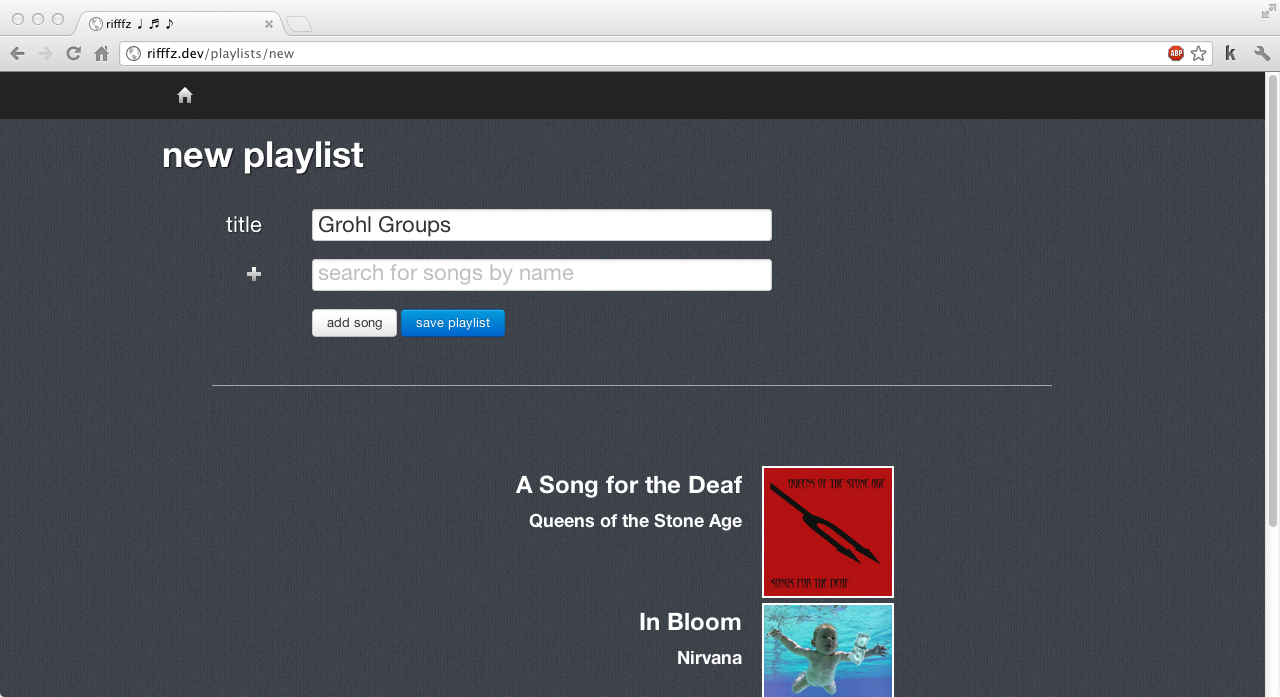 rifffz ♩ ♬ ♪
rifffz.dev/playlists/new
ABP
k
new playlist
title
Grohl Groups
search for songs by name
add song
save playlist
A Song for the Deaf
Queens of the Stone Age
QUEENS OF THE STONE AGE
SONGS FOR THE DEAF
In Bloom
Nirvana